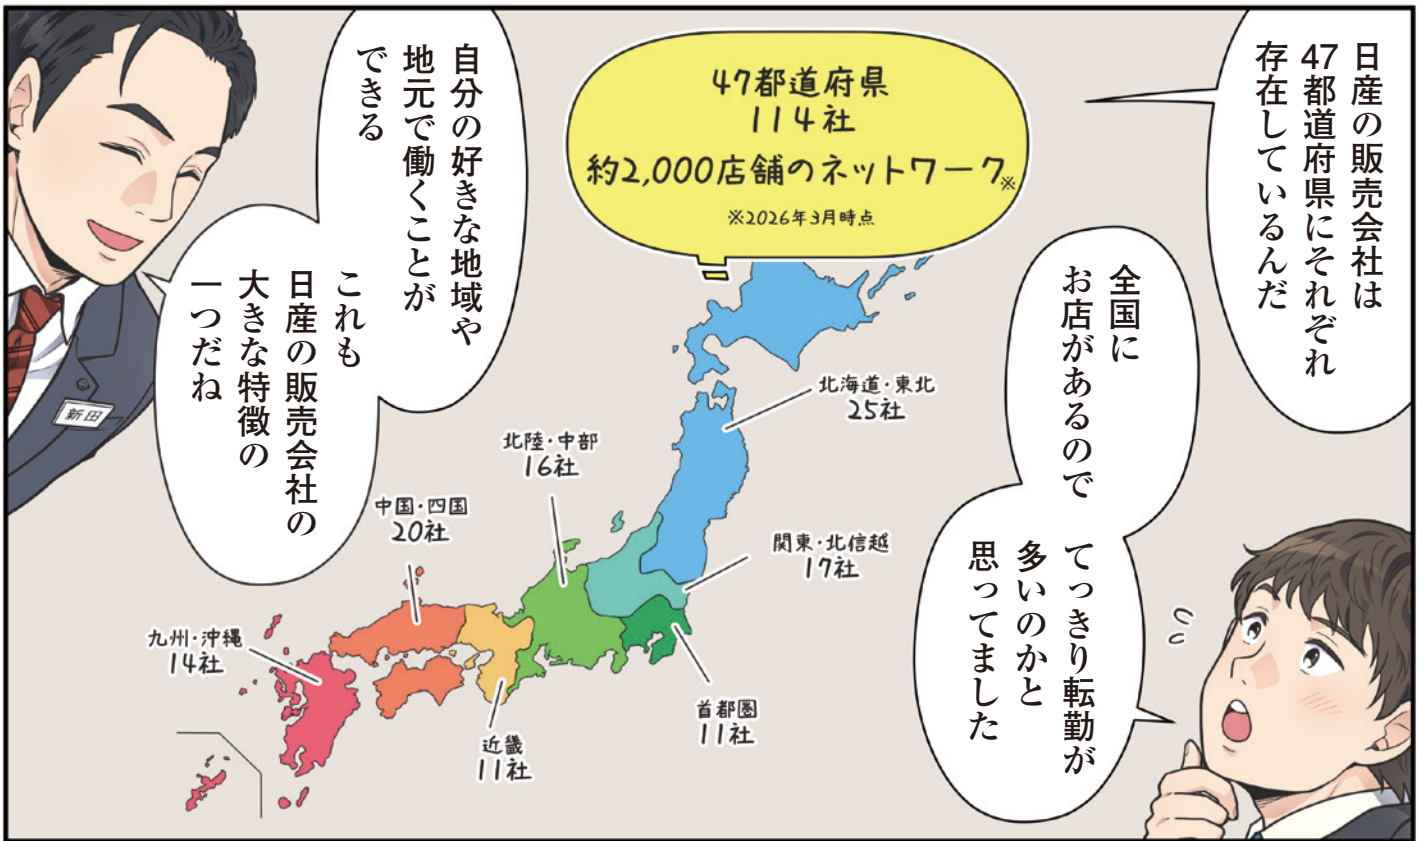 日産の販売会社は
47都道府県にそれぞれ
存在しているんだ
全国に
お店があるので
てっきり転勤が
多いのかと
思ってました
47都道府県
114社
約2,000店舗のネットワーク※
※2026年3月時点
北海道・東北
25社
北陸・中部
16社
中国・四国
20社
関東・北信越
17社
九州・沖縄
14社
首都圏
11社
近畿
11社
自分の好きな地域や
地元で働くことが
できる
これも
日産の販売会社の
大きな特徴の
一つだね
新田